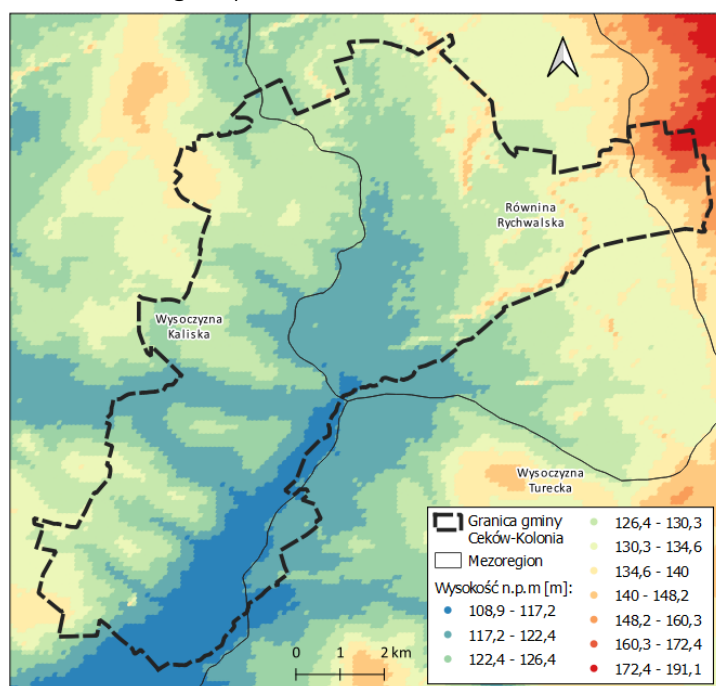 Równina
Rychwalska
Wysoczyzna
Kaliska
Wysoczyzna
Turecka
Granica gminy
Ceków-Kolonia
Mezoregion
Wysokość n.p.m [m]:
108,9 - 117,2
117,2 - 122,4
122,4 - 126,4
126,4 - 130,3
130,3 - 134,6
134,6 - 140
140 - 148,2
148,2 - 160,3
160,3 - 172,4
172,4 - 191,1
0 1 2 km